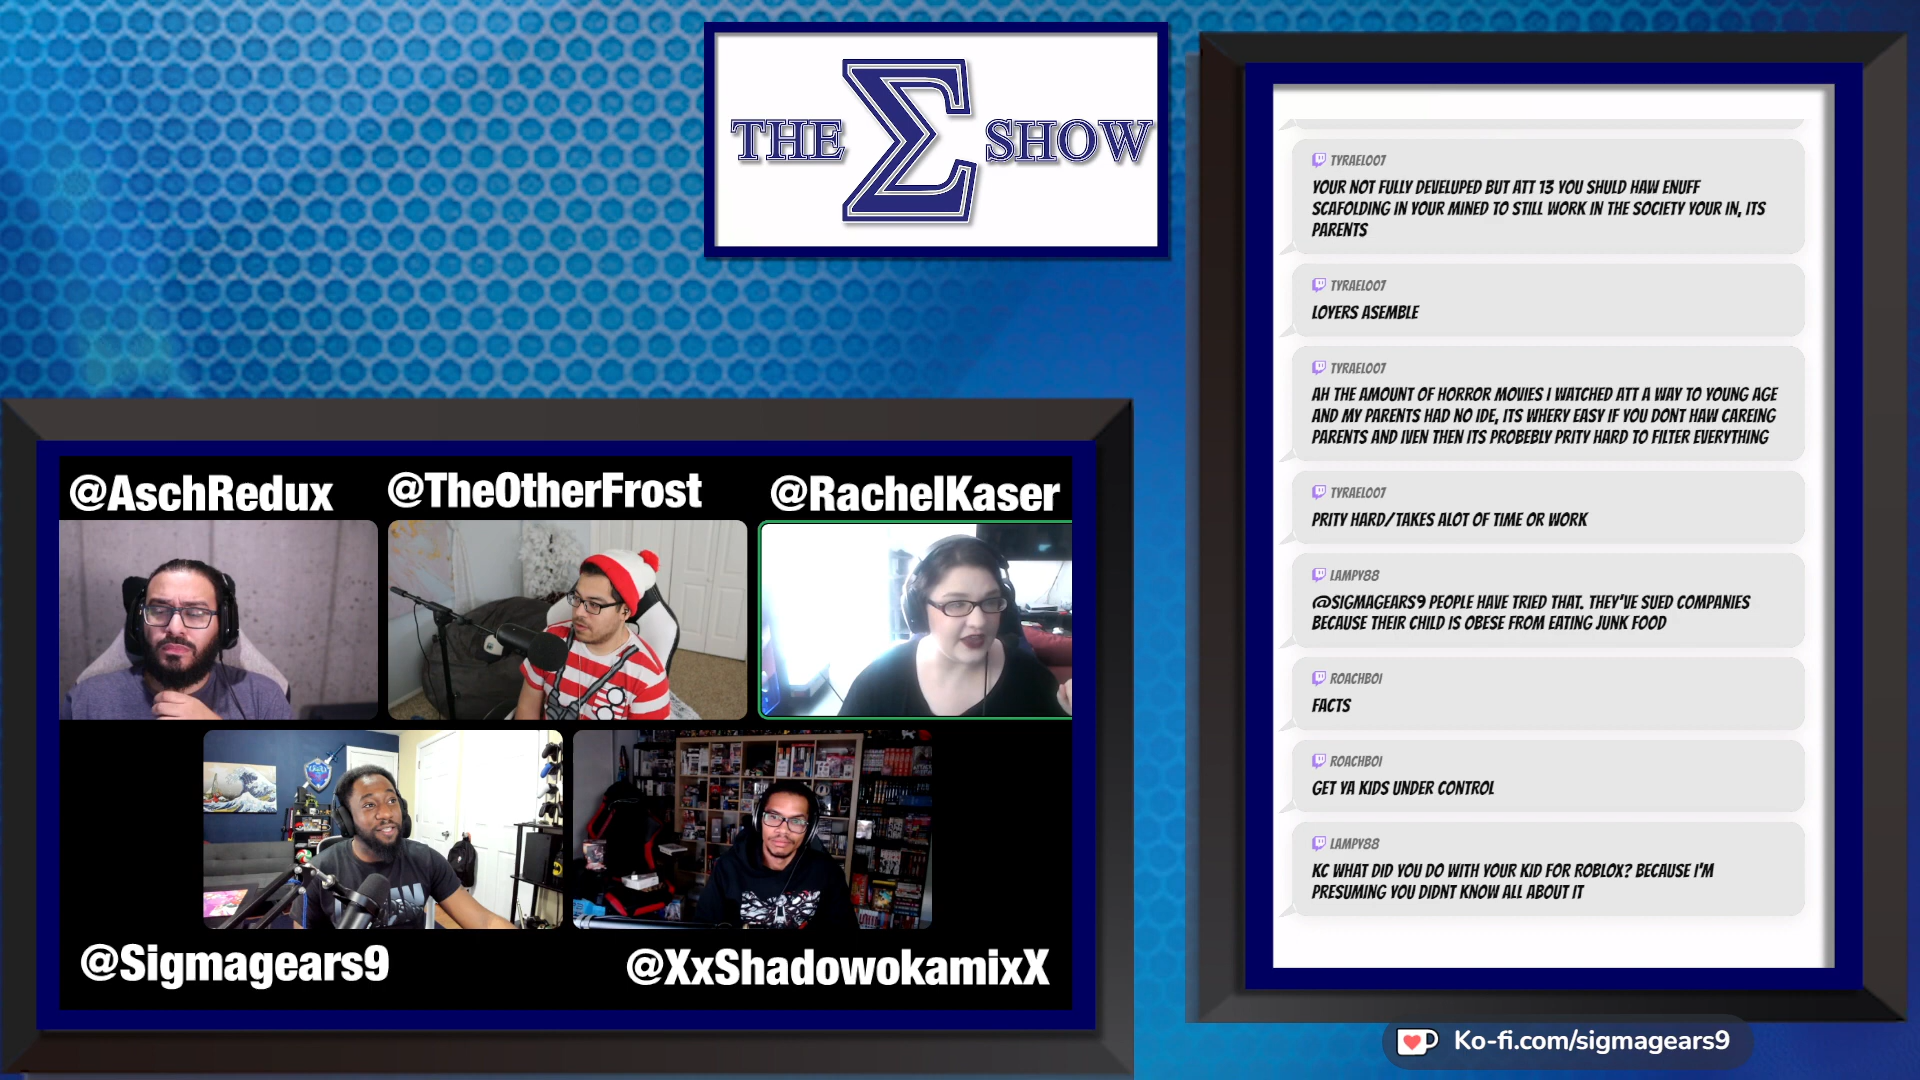 THE Σ SHOW
@AschRedux
@TheOtherFrost
@RachelKaser
@Sigmagears9
@XxShadowokamixX
TYRAEL007
YOUR NOT FULLY DEVELUPED BUT ATT 13 YOU SHULD HAW ENUFF
SCAFOLDING IN YOUR MINED TO STILL WORK IN THE SOCIETY YOUR IN, ITS
PARENTS
TYRAEL007
LOYERS ASEMBLE
TYRAEL007
AH THE AMOUNT OF HORROR MOVIES I WATCHED ATT A WAY TO YOUNG AGE
AND MY PARENTS HAD NO IDE, ITS WHERY EASY IF YOU DONT HAW CAREING
PARENTS AND IVEN THEN ITS PROBEBLY PRITY HARD TO FILTER EVERYTHING
TYRAEL007
PRITY HARD/TAKES ALOT OF TIME OR WORK
LAMPY88
@SIGMAGEARS9 PEOPLE HAVE TRIED THAT. THEY'VE SUED COMPANIES
BECAUSE THEIR CHILD IS OBESE FROM EATING JUNK FOOD
ROACHBOI
FACTS
ROACHBOI
GET YA KIDS UNDER CONTROL
LAMPY88
KC WHAT DID YOU DO WITH YOUR KID FOR ROBLOX? BECAUSE I'M
PRESUMING YOU DIDNT KNOW ALL ABOUT IT
Ko-fi.com/sigmagears9